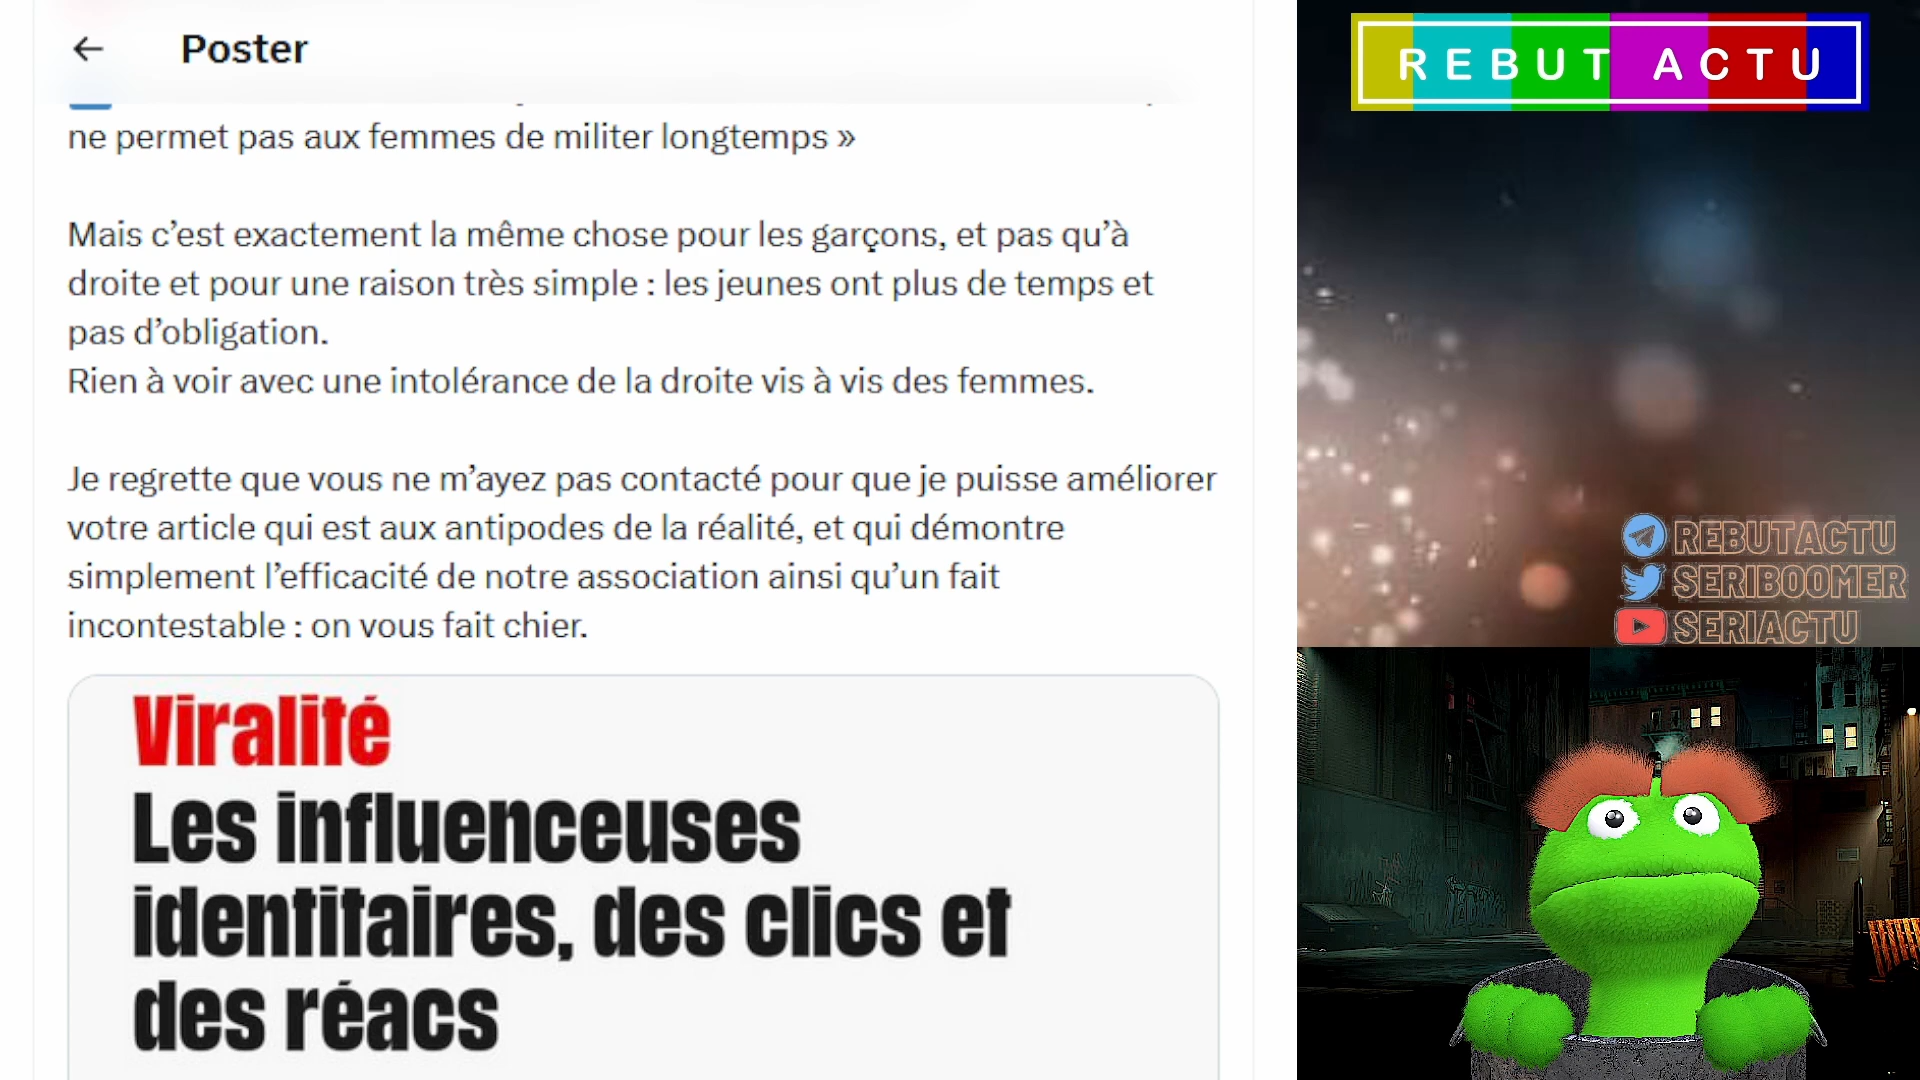 Poster
ne permet pas aux femmes de militer longtemps »
Mais c’est exactement la même chose pour les garçons, et pas qu’à
droite et pour une raison très simple : les jeunes ont plus de temps et
pas d’obligation.
Rien à voir avec une intolérance de la droite vis à vis des femmes.
Je regrette que vous ne m’ayez pas contacté pour que je puisse améliorer
votre article qui est aux antipodes de la réalité, et qui démontre
simplement l’efficacité de notre association ainsi qu’un fait
incontestable : on vous fait chier.
Viralité
Les influenceuses
identitaires, des clics et
des réacs
REBUT ACTU
REBUTACTU
SERIBOOMER
SERIACTU